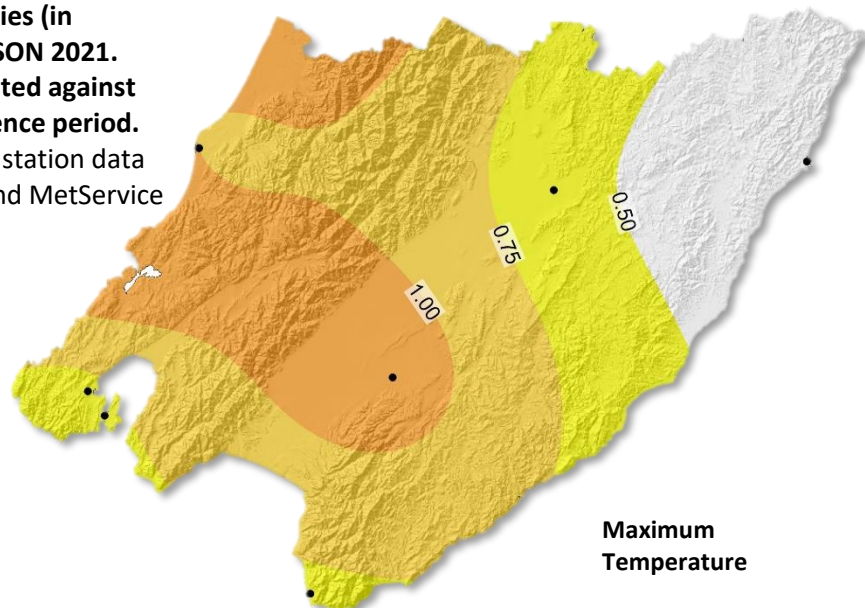 ies (in
SON 2021.
ted against
ence period.
station data
nd MetService
0.50
0.75
1.00
Maximum
Temperature